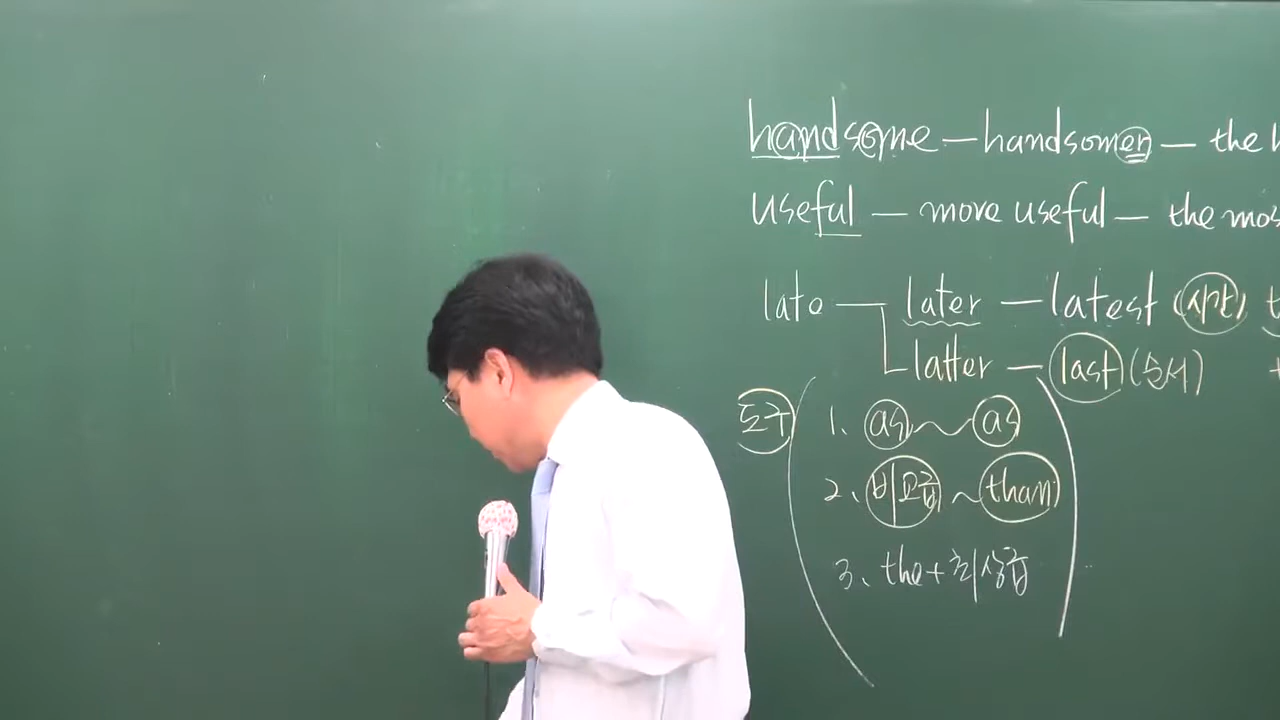 handsome — handsomer — the h
useful — more useful — the mos
late — later — latest (시간) t
latter — last (순서)
도구
1. as ~ as
2. 비교급 ~ than
3. the + 최상급